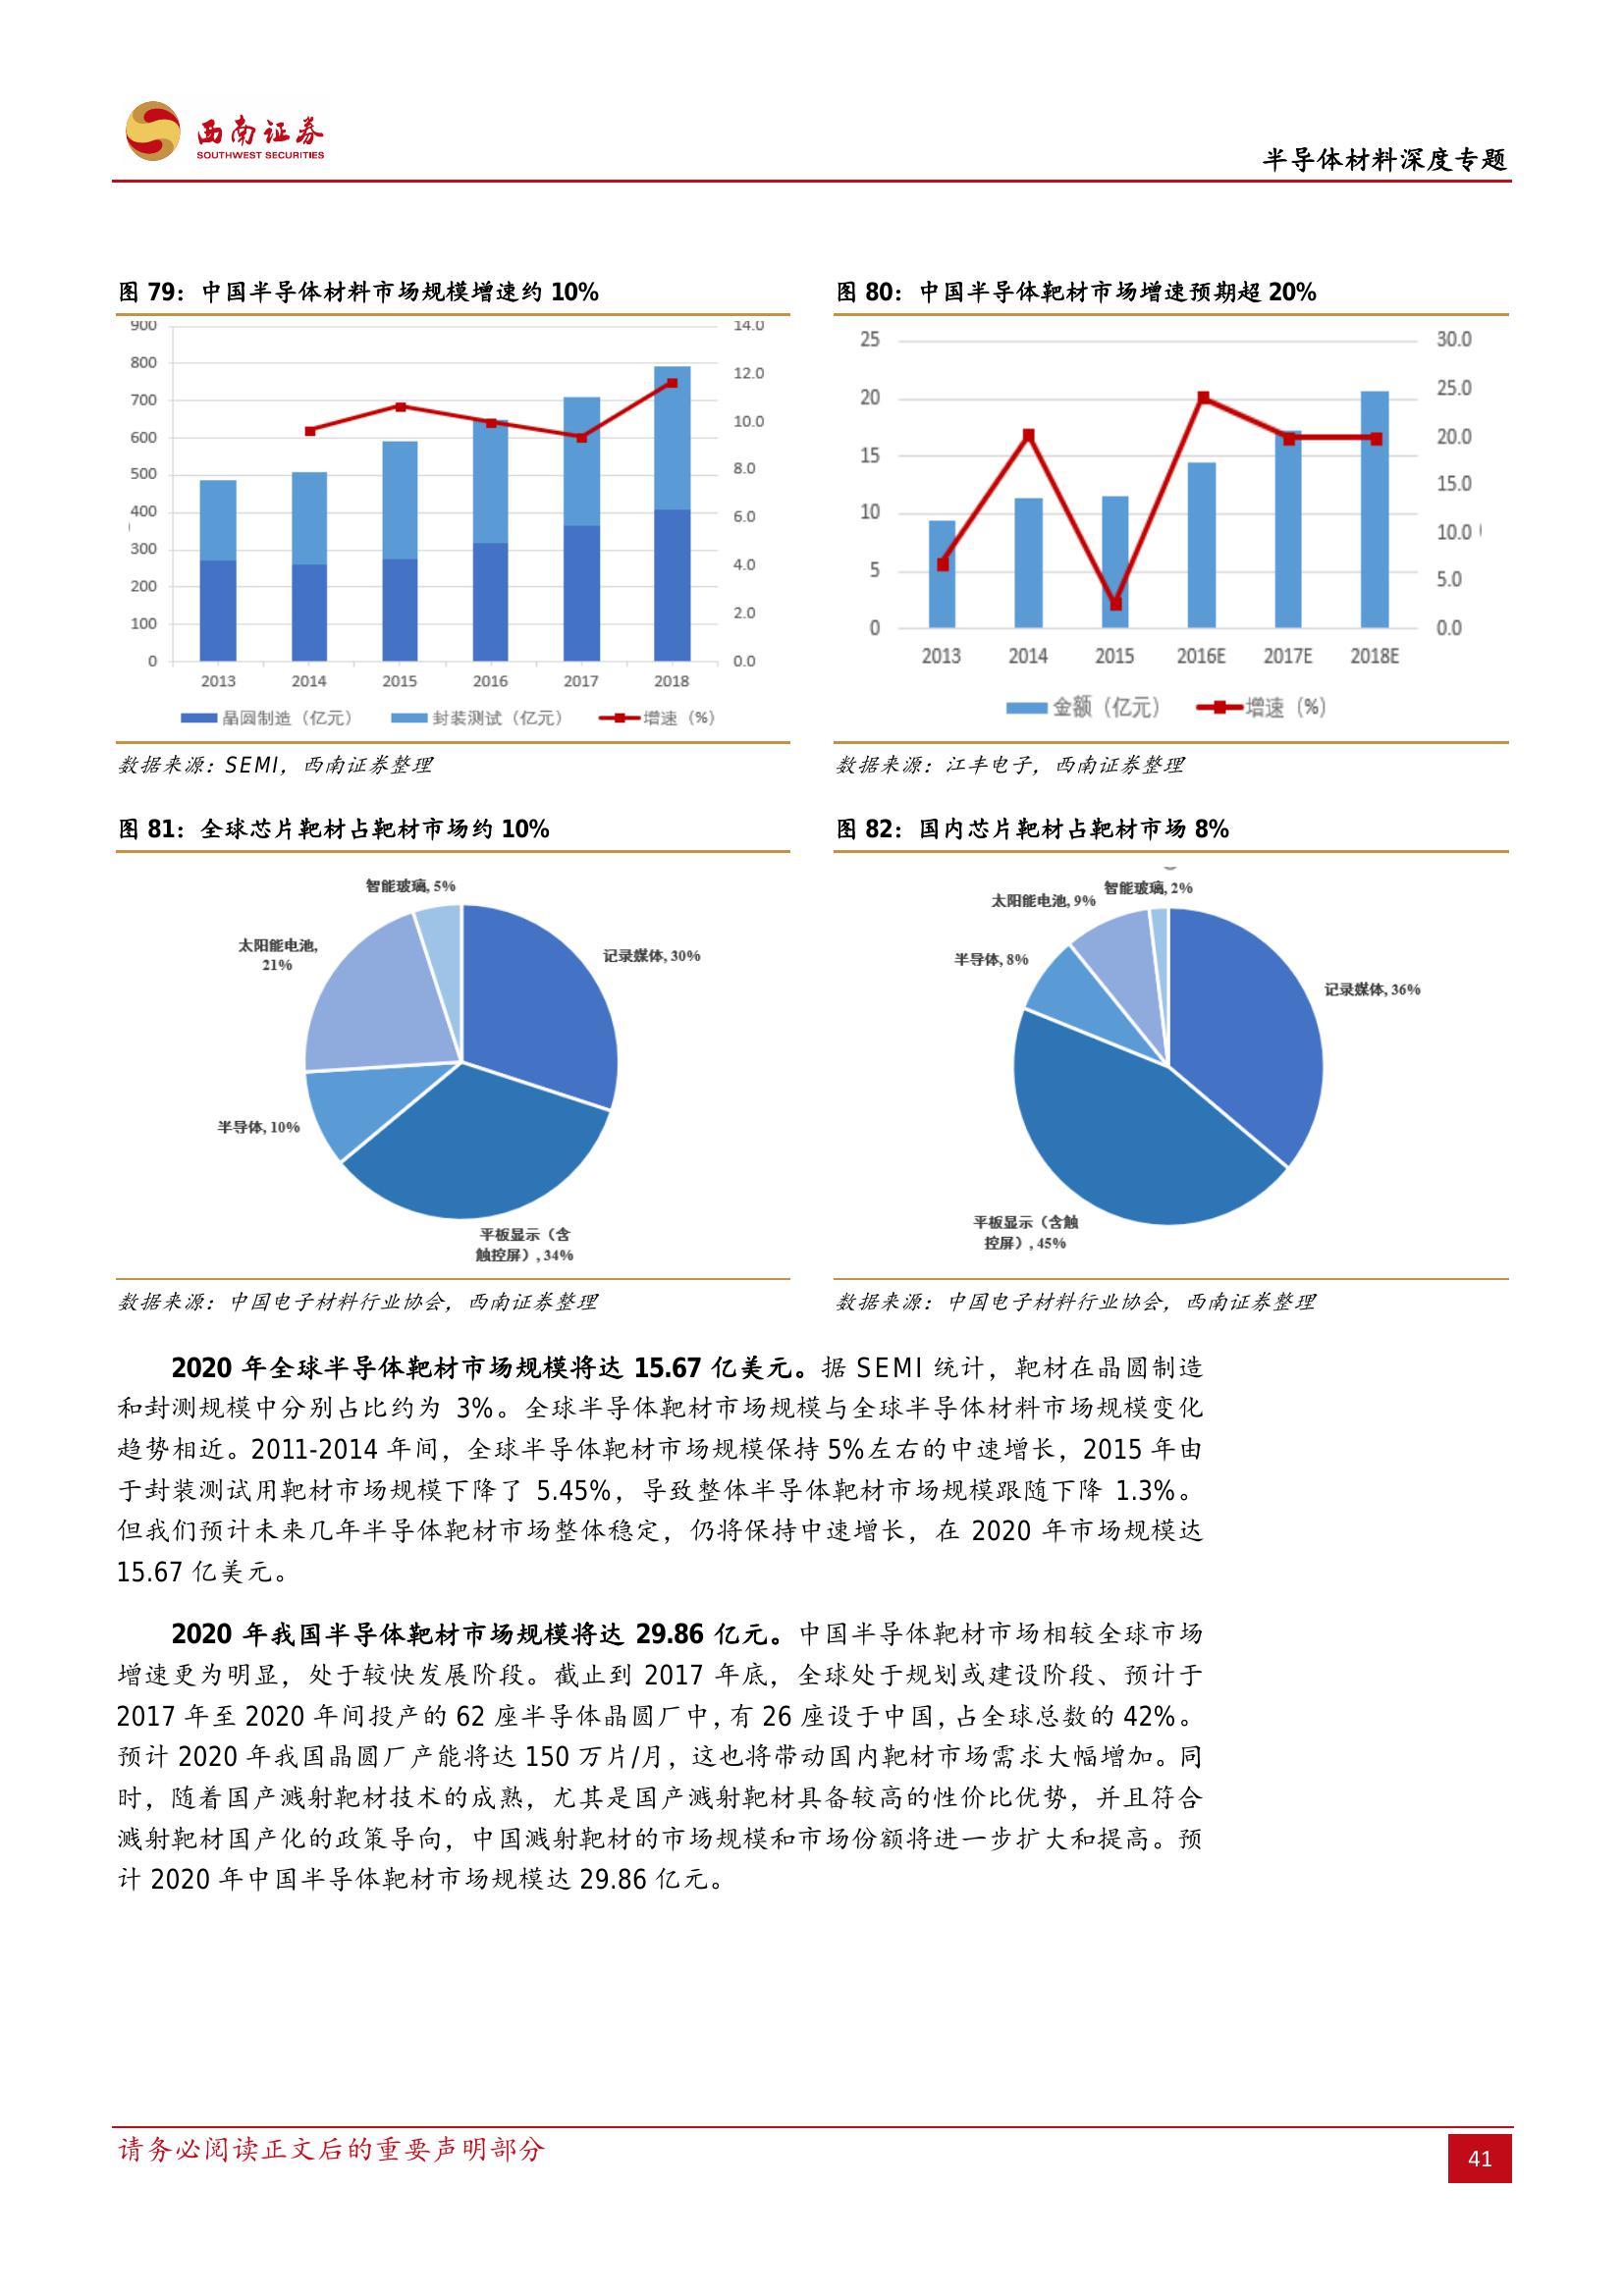 西南证券
SOUTHWEST SECURITIES
半导体材料深度专题
图 79：中国半导体材料市场规模增速约 10%
900
800
700
600
500
400
300
200
100
0
14.0
12.0
10.0
8.0
6.0
4.0
2.0
0.0
2013 2014 2015 2016 2017 2018
晶圆制造（亿元） 封装测试（亿元） 增速（%）
数据来源：SEMI，西南证券整理
图 80：中国半导体靶材市场增速预期超 20%
25
20
15
10
5
0
30.0
25.0
20.0
15.0
10.0
5.0
0.0
2013 2014 2015 2016E 2017E 2018E
金额（亿元） 增速（%）
数据来源：江丰电子，西南证券整理
图 81：全球芯片靶材占靶材市场约 10%
智能玻璃, 5%
太阳能电池,
21%
记录媒体, 30%
半导体, 10%
平板显示（含
触控屏）, 34%
数据来源：中国电子材料行业协会，西南证券整理
图 82：国内芯片靶材占靶材市场 8%
智能玻璃, 2%
太阳能电池, 9%
半导体, 8%
记录媒体, 36%
平板显示（含触
控屏）, 45%
数据来源：中国电子材料行业协会，西南证券整理
2020 年全球半导体靶材市场规模将达 15.67 亿美元。据 SEMI 统计，靶材在晶圆制造
和封测规模中分别占比约为 3%。全球半导体靶材市场规模与全球半导体材料市场规模变化
趋势相近。2011-2014 年间，全球半导体靶材市场规模保持 5%左右的中速增长，2015 年由
于封装测试用靶材市场规模下降了 5.45%，导致整体半导体靶材市场规模跟随下降 1.3%。
但我们预计未来几年半导体靶材市场整体稳定，仍将保持中速增长，在 2020 年市场规模达
15.67 亿美元。
2020 年我国半导体靶材市场规模将达 29.86 亿元。中国半导体靶材市场相较全球市场
增速更为明显，处于较快发展阶段。截止到 2017 年底，全球处于规划或建设阶段、预计于
2017 年至 2020 年间投产的 62 座半导体晶圆厂中，有 26 座设于中国，占全球总数的 42%。
预计 2020 年我国晶圆厂产能将达 150 万片/月，这也将带动国内靶材市场需求大幅增加。同
时，随着国产溅射靶材技术的成熟，尤其是国产溅射靶材具备较高的性价比优势，并且符合
溅射靶材国产化的政策导向，中国溅射靶材的市场规模和市场份额将进一步扩大和提高。预
计 2020 年中国半导体靶材市场规模达 29.86 亿元。
请务必阅读正文后的重要声明部分
41